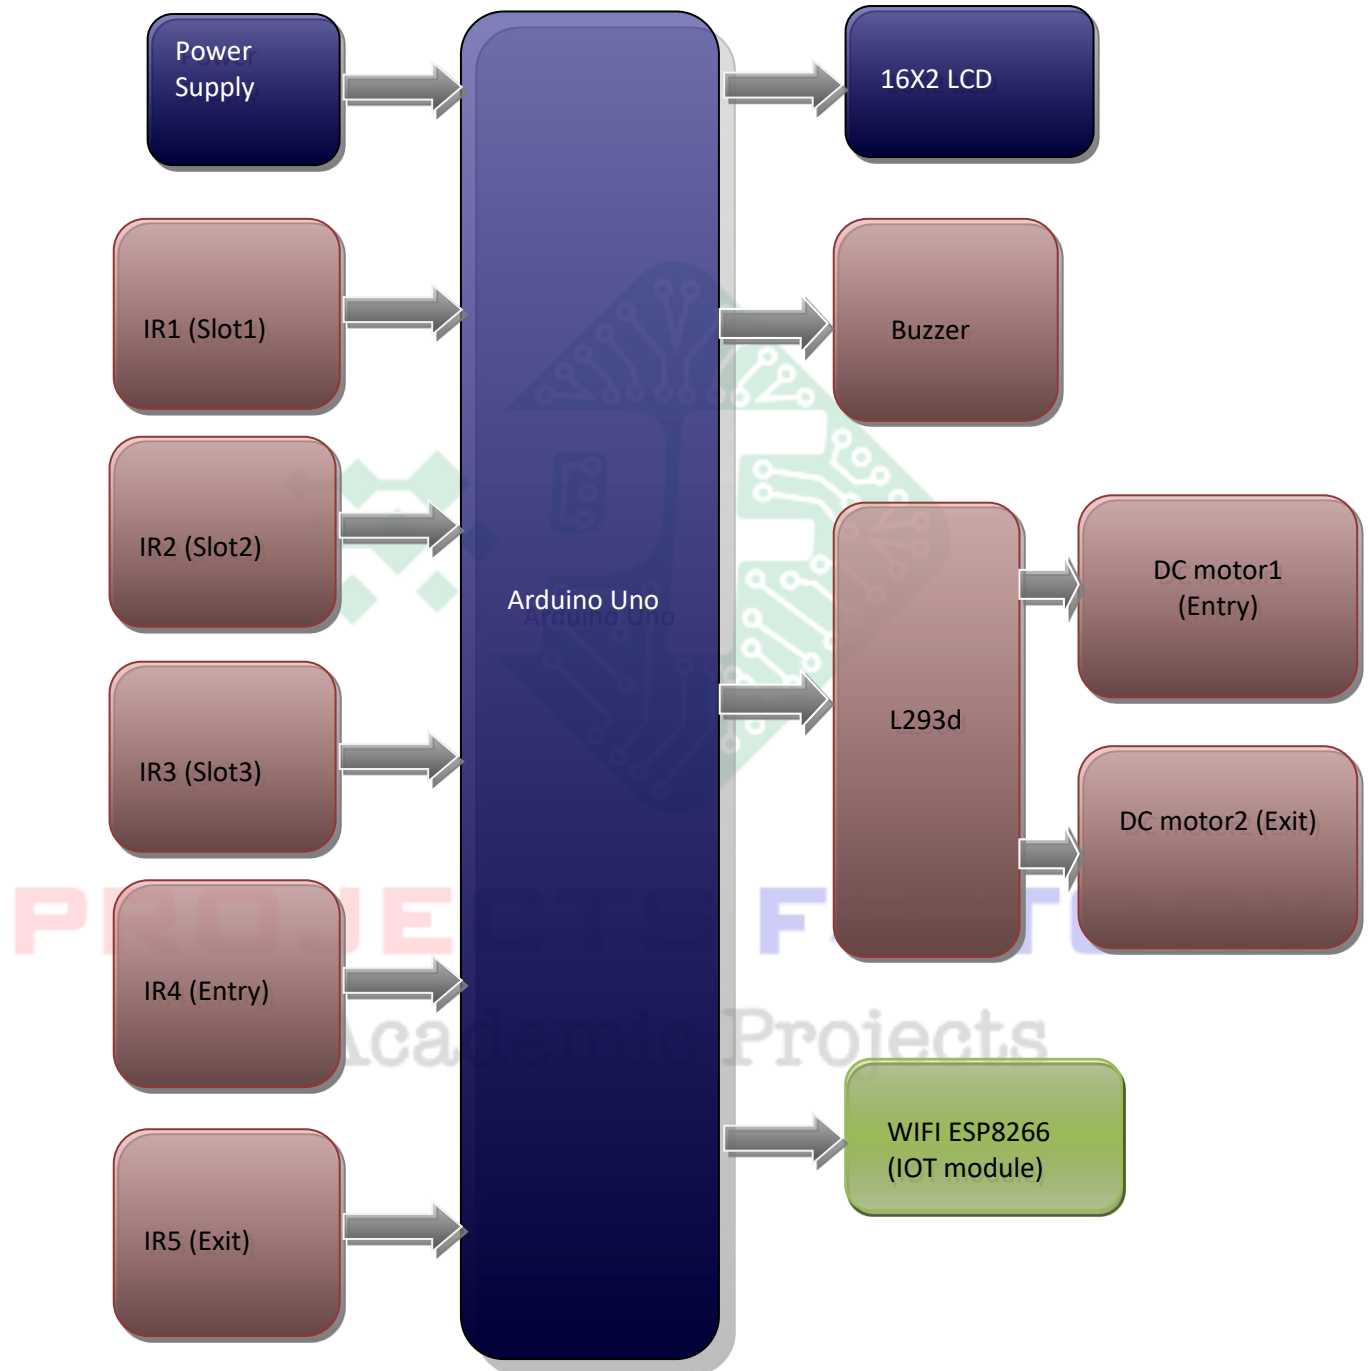 Power
Supply
16X2 LCD
IR1 (Slot1)
Buzzer
IR2 (Slot2)
Arduino Uno
DC motor1
(Entry)
L293d
IR3 (Slot3)
DC motor2 (Exit)
PROJECTS F
IR4 (Entry)
Academic Projects
WIFI ESP8266
(IOT module)
IR5 (Exit)